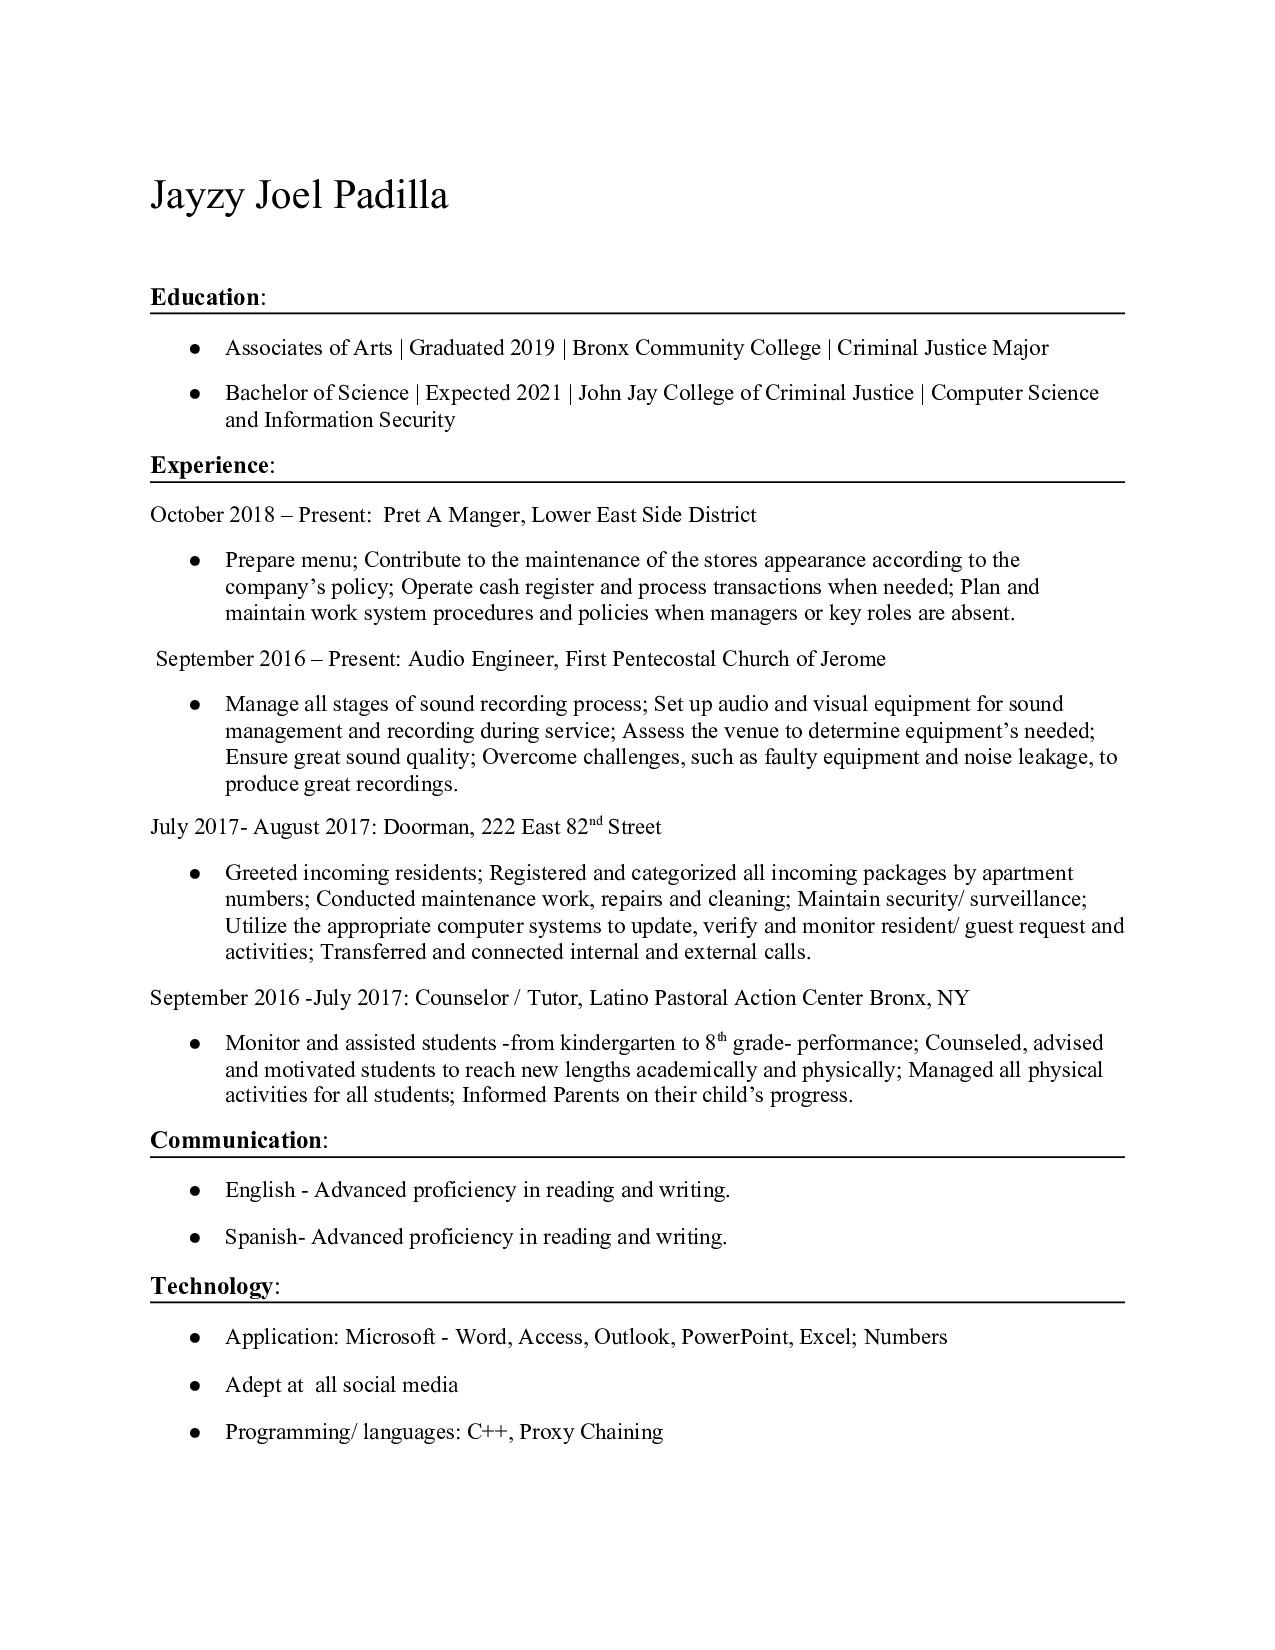 Jayzy Joel Padilla
Education:
● Associates of Arts | Graduated 2019 | Bronx Community College | Criminal Justice Major
● Bachelor of Science | Expected 2021 | John Jay College of Criminal Justice | Computer Science
and Information Security
Experience:
October 2018 – Present:  Pret A Manger, Lower East Side District
● Prepare menu; Contribute to the maintenance of the stores appearance according to the
company’s policy; Operate cash register and process transactions when needed; Plan and
maintain work system procedures and policies when managers or key roles are absent.
September 2016 – Present: Audio Engineer, First Pentecostal Church of Jerome
● Manage all stages of sound recording process; Set up audio and visual equipment for sound
management and recording during service; Assess the venue to determine equipment’s needed;
Ensure great sound quality; Overcome challenges, such as faulty equipment and noise leakage, to
produce great recordings.
July 2017- August 2017: Doorman, 222 East 82nd Street
● Greeted incoming residents; Registered and categorized all incoming packages by apartment
numbers; Conducted maintenance work, repairs and cleaning; Maintain security/ surveillance;
Utilize the appropriate computer systems to update, verify and monitor resident/ guest request and
activities; Transferred and connected internal and external calls.
September 2016 -July 2017: Counselor / Tutor, Latino Pastoral Action Center Bronx, NY
● Monitor and assisted students -from kindergarten to 8th grade- performance; Counseled, advised
and motivated students to reach new lengths academically and physically; Managed all physical
activities for all students; Informed Parents on their child’s progress.
Communication:
● English - Advanced proficiency in reading and writing.
● Spanish- Advanced proficiency in reading and writing.
Technology:
● Application: Microsoft - Word, Access, Outlook, PowerPoint, Excel; Numbers
● Adept at  all social media
● Programming/ languages: C++, Proxy Chaining